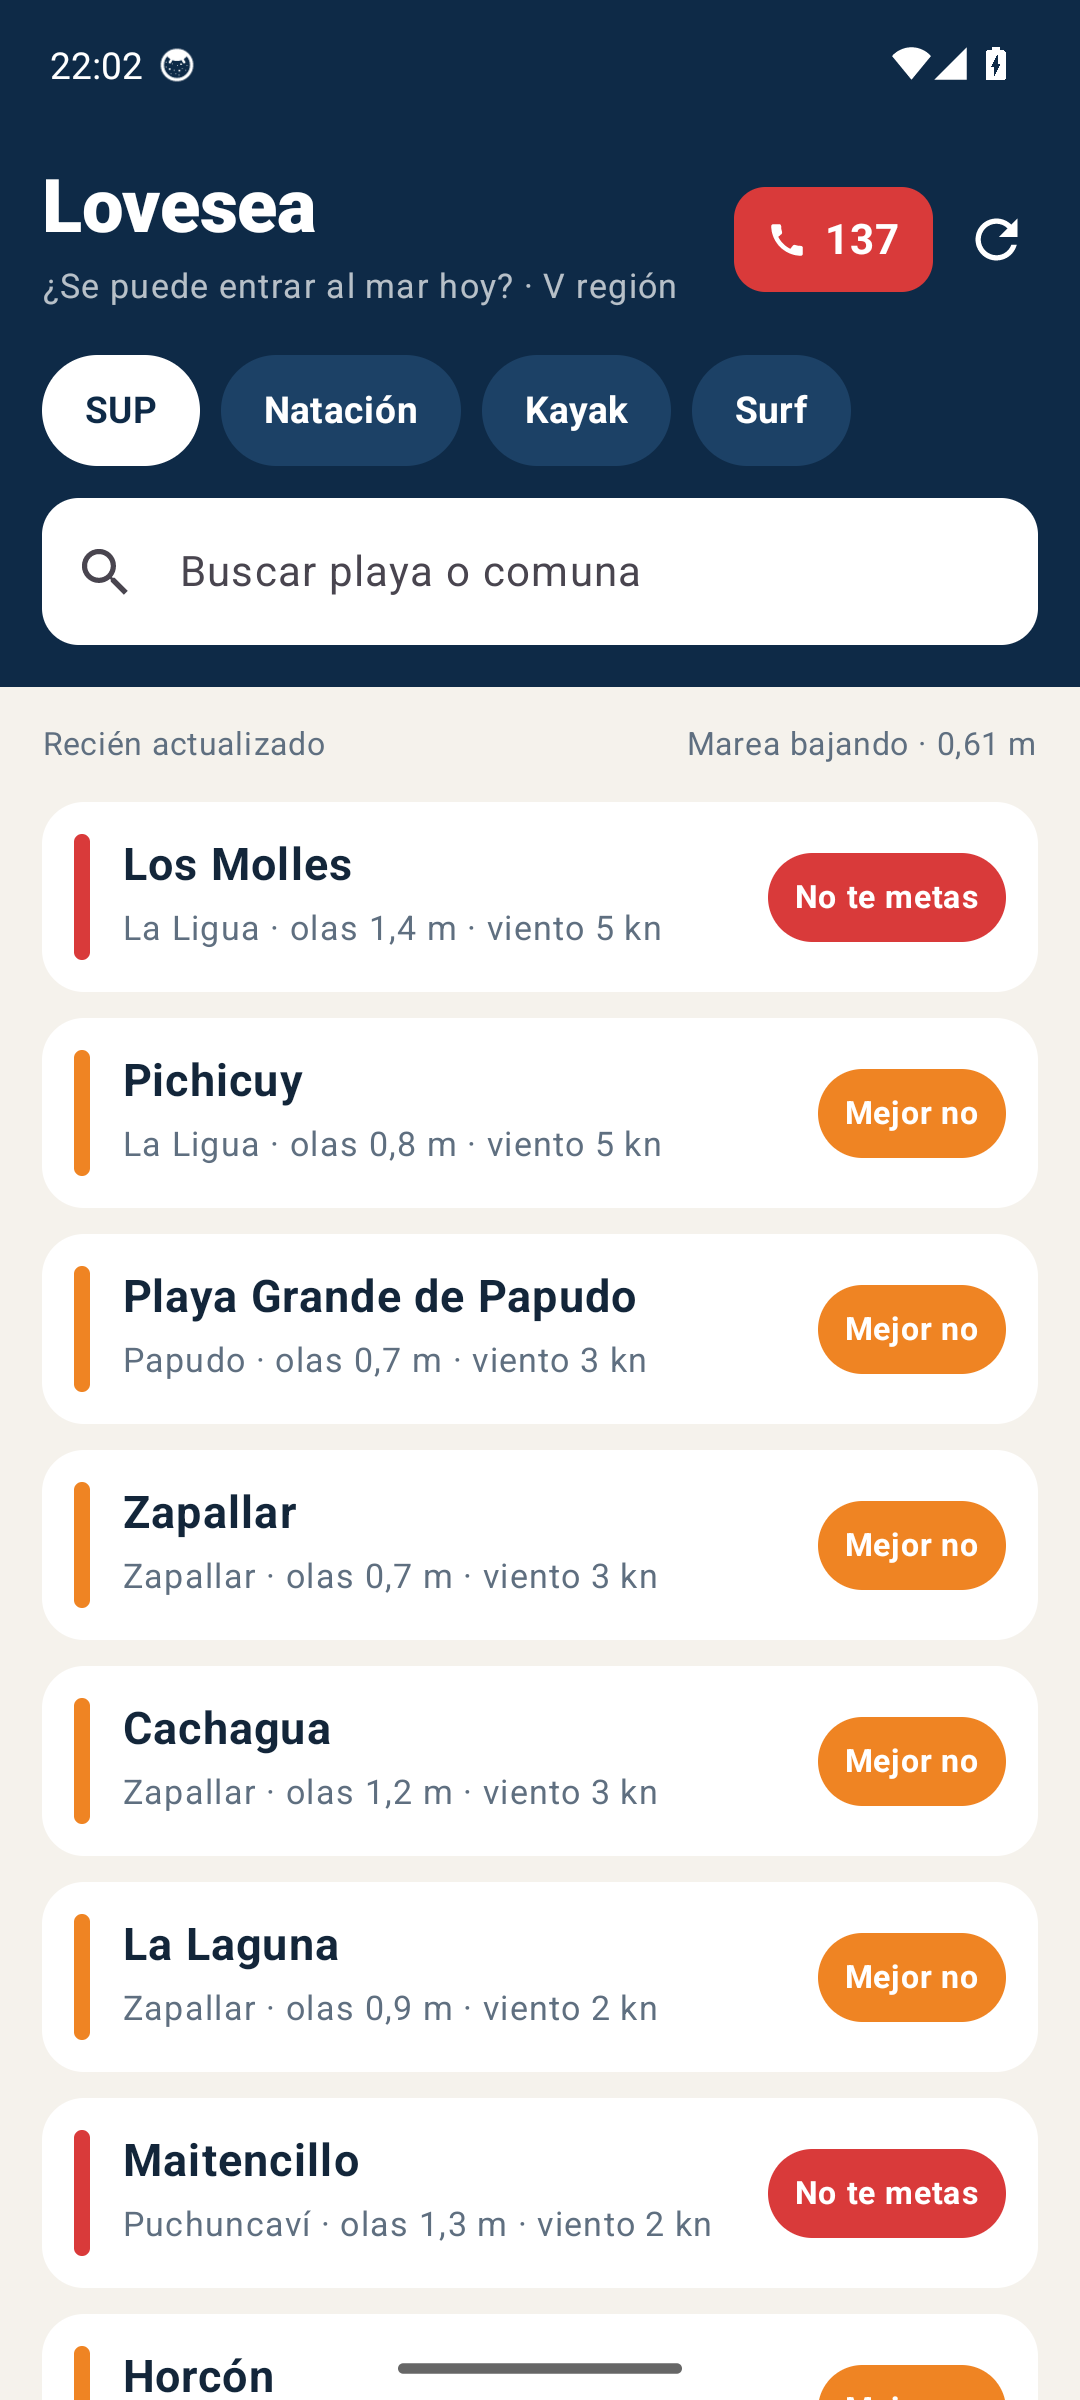 22:02
Lovesea
137
¿Se puede entrar al mar hoy? · V región
SUP
Natación
Kayak
Surf
Buscar playa o comuna
Recién actualizado
Marea bajando · 0,61 m
Los Molles
La Ligua · olas 1,4 m · viento 5 kn
No te metas
Pichicuy
La Ligua · olas 0,8 m · viento 5 kn
Mejor no
Playa Grande de Papudo
Papudo · olas 0,7 m · viento 3 kn
Mejor no
Zapallar
Zapallar · olas 0,7 m · viento 3 kn
Mejor no
Cachagua
Zapallar · olas 1,2 m · viento 3 kn
Mejor no
La Laguna
Zapallar · olas 0,9 m · viento 2 kn
Mejor no
Maitencillo
Puchuncaví · olas 1,3 m · viento 2 kn
No te metas
Horcón